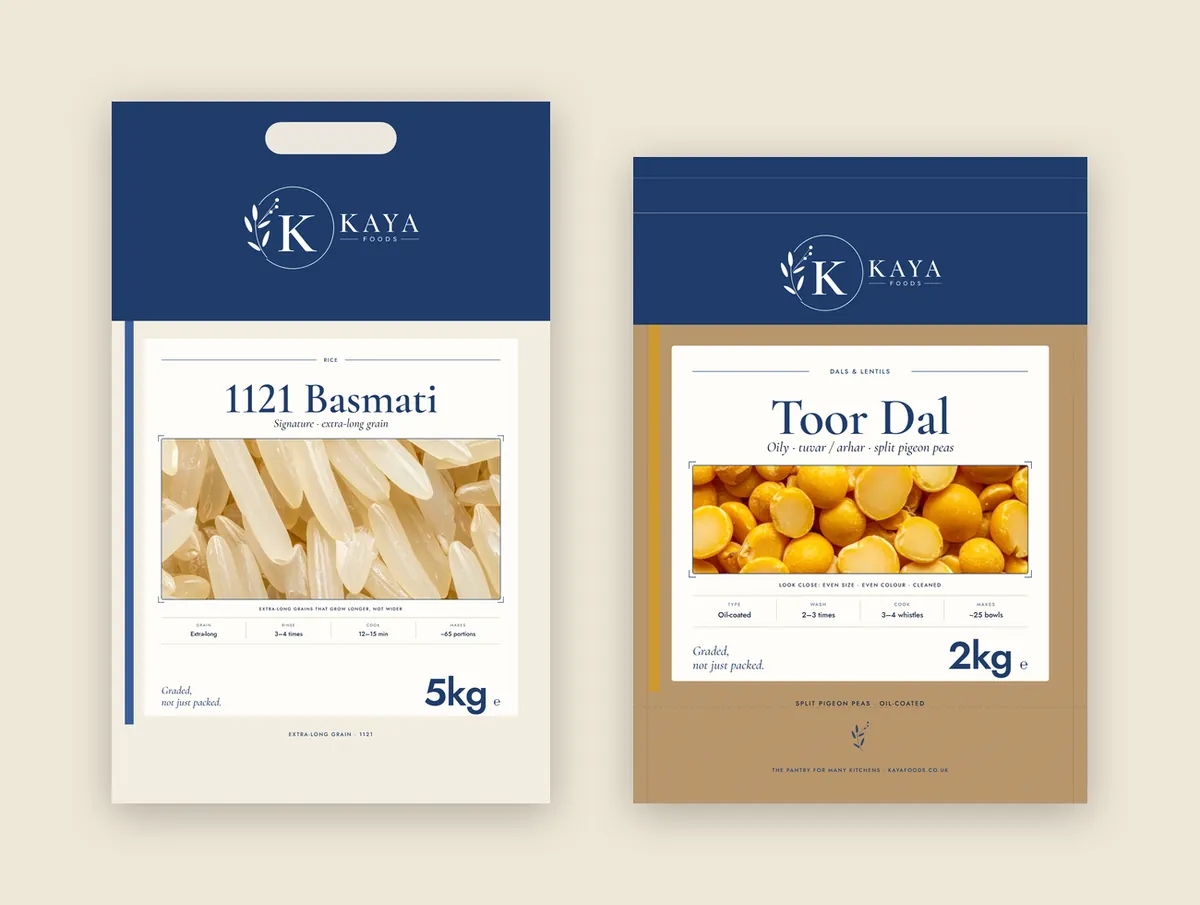 K
KAYA
FOODS
RICE
1121 Basmati
Signature · extra-long grain
EXTRA-LONG GRAINS THAT GROW LONGER, NOT WIDER
GRAIN RINSE COOK MAKES
Extra-long 3–4 times 12–15 min ~65 portions
Graded,
not just packed.
5kg ℮
EXTRA-LONG GRAIN · 1121
K
KAYA
FOODS
DALS & LENTILS
Toor Dal
Oily · tuvar / arhar · split pigeon peas
LOOK CLOSE: EVEN SIZE · EVEN COLOUR · CLEANED
TYPE WASH COOK MAKES
Oil-coated 2–3 times 3–4 whistles ~25 bowls
Graded,
not just packed.
2kg ℮
SPLIT PIGEON PEAS · OIL-COATED
THE PANTRY FOR MANY KITCHENS · KAYAFOODS.CO.UK